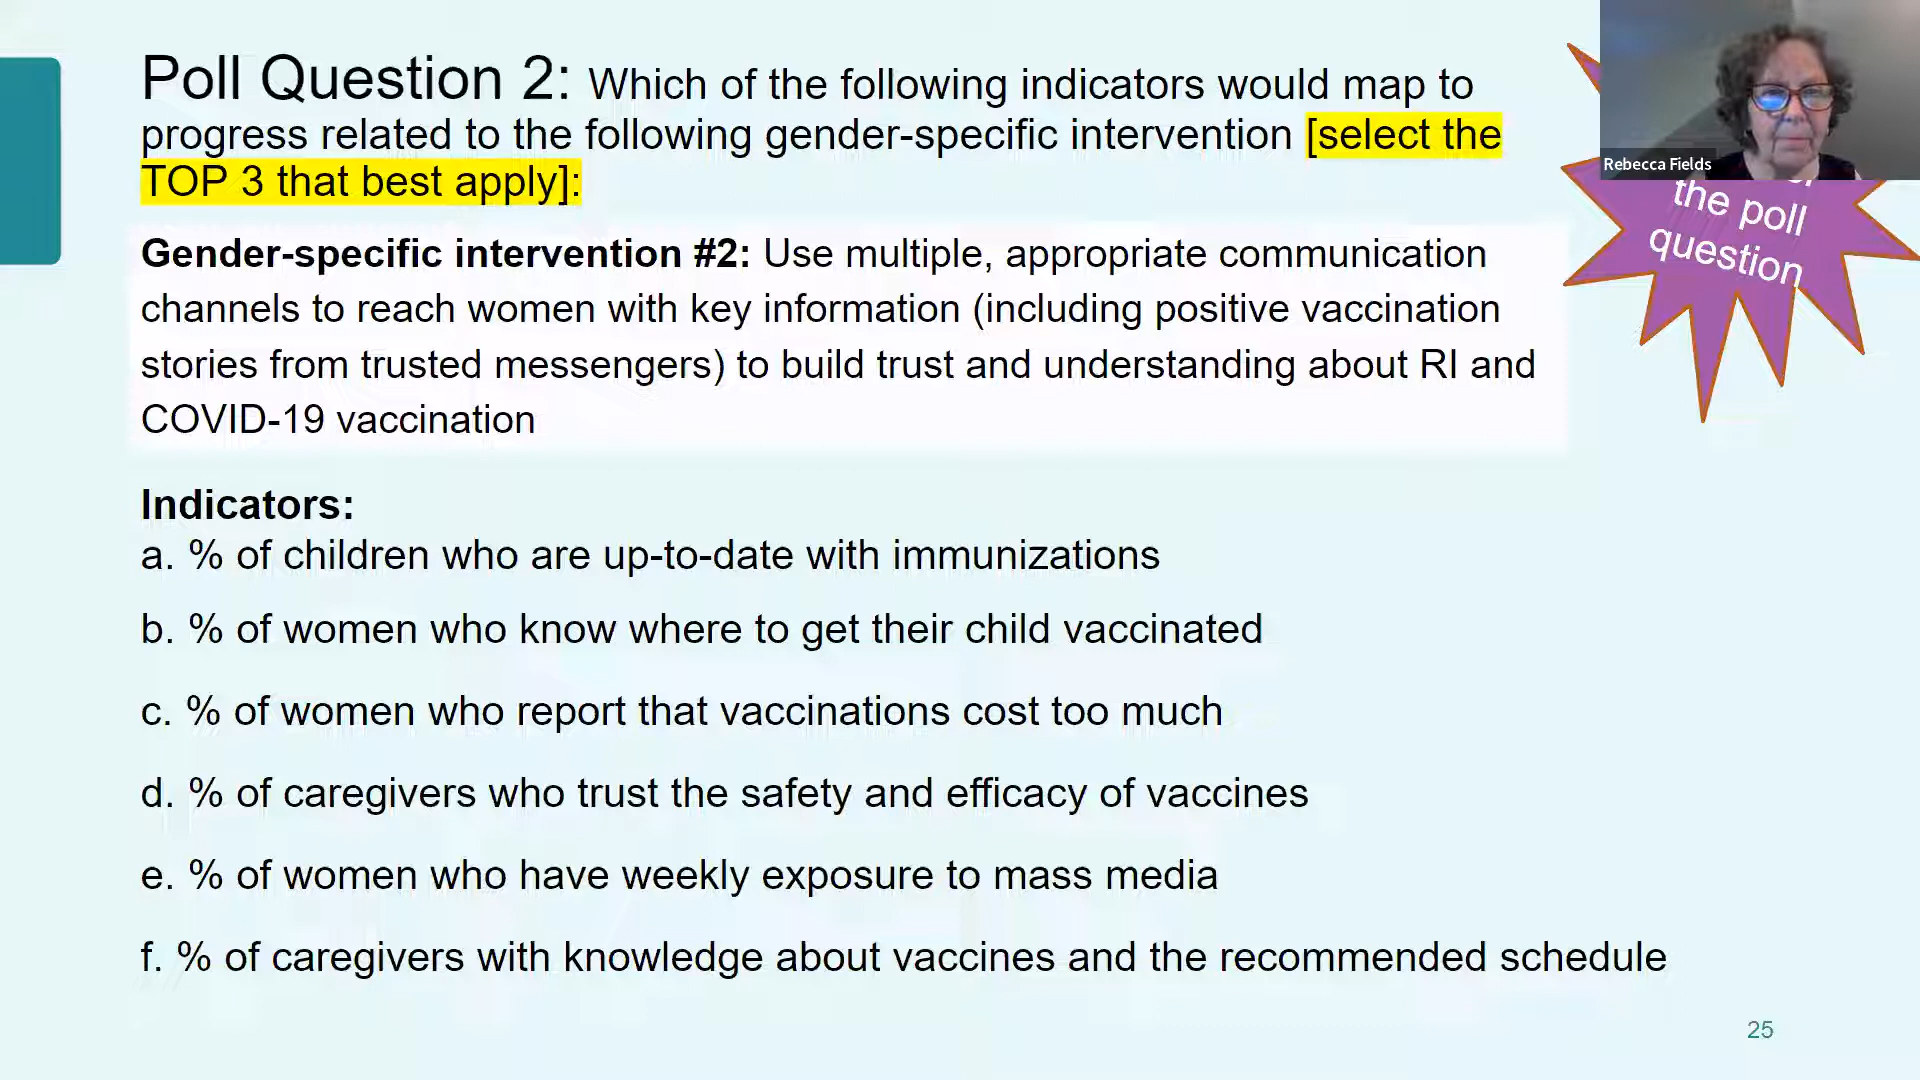 Poll Question 2: Which of the following indicators would map to
progress related to the following gender-specific intervention [select the
TOP 3 that best apply]:
Rebecca Fields
the poll
question
Gender-specific intervention #2: Use multiple, appropriate communication
channels to reach women with key information (including positive vaccination
stories from trusted messengers) to build trust and understanding about RI and
COVID-19 vaccination
Indicators:
a. % of children who are up-to-date with immunizations
b. % of women who know where to get their child vaccinated
c. % of women who report that vaccinations cost too much
d. % of caregivers who trust the safety and efficacy of vaccines
e. % of women who have weekly exposure to mass media
f. % of caregivers with knowledge about vaccines and the recommended schedule
25